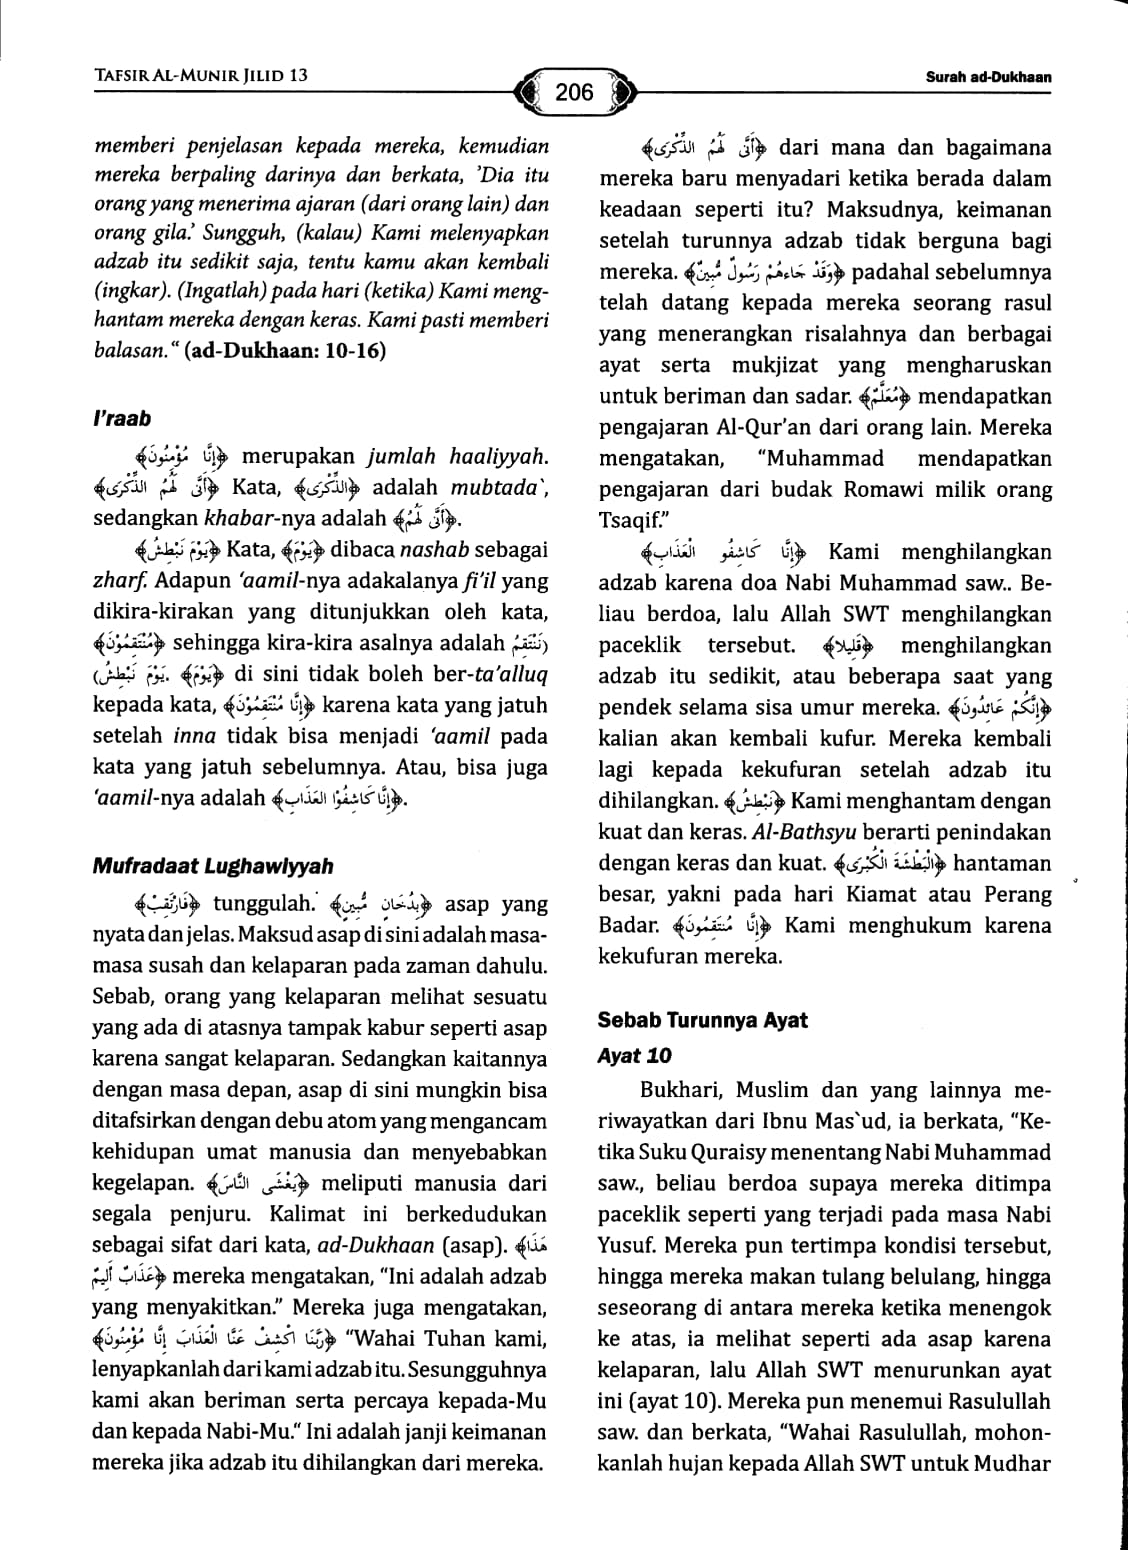 TAFSIR AL-MUNIR JILID 13
206
Surah ad-Dukhaan
memberi penjelasan kepada mereka, kemudian
mereka berpaling darinya dan berkata, ’Dia itu
orang yang menerima ajaran (dari orang lain) dan
orang gila.’ Sungguh, (kalau) Kami melenyapkan
adzab itu sedikit saja, tentu kamu akan kembali
(ingkar). (Ingatlah) pada hari (ketika) Kami meng-
hantam mereka dengan keras. Kami pasti memberi
balasan.“ (ad-Dukhaan: 10-16)
I’raab
﴿إِنَّا مُؤْمِنُونَ﴾ merupakan jumlah haaliyyah.
﴿أَنَّى لَهُمُ الذِّكْرَى﴾ Kata, ﴿الذِّكْرَى﴾ adalah mubtada`,
sedangkan khabar-nya adalah ﴿أَنَّى لَهُمُ﴾.
﴿يَوْمَ نَبْطِشُ﴾ Kata, ﴿يَوْمَ﴾ dibaca nashab sebagai
zharf. Adapun ‘aamil-nya adakalanya fi’il yang
dikira-kirakan yang ditunjukkan oleh kata,
﴿مُنْتَقِمُوْنَ﴾ sehingga kira-kira asalnya adalah (نَنْتَقِمُ
يَوْمَ نَبْطِشُ). ﴿يَوْمَ﴾ di sini tidak boleh ber-ta’alluq
kepada kata, ﴿إِنَّا مُنْتَقِمُوْنَ﴾ karena kata yang jatuh
setelah inna tidak bisa menjadi ‘aamil pada
kata yang jatuh sebelumnya. Atau, bisa juga
‘aamil-nya adalah ﴿إِنَّا كَاشِفُوْا الْعَذَابِ﴾.
Mufradaat Lughawiyyah
﴿فَارْتَقِبْ﴾ tunggulah. ﴿بِدُخَانٍ مُّبِينٍ﴾ asap yang
nyata dan jelas. Maksud asap di sini adalah masa-
masa susah dan kelaparan pada zaman dahulu.
Sebab, orang yang kelaparan melihat sesuatu
yang ada di atasnya tampak kabur seperti asap
karena sangat kelaparan. Sedangkan kaitannya
dengan masa depan, asap di sini mungkin bisa
ditafsirkan dengan debu atom yang mengancam
kehidupan umat manusia dan menyebabkan
kegelapan. ﴿يَغْشَى النَّاسَ﴾ meliputi manusia dari
segala penjuru. Kalimat ini berkedudukan
sebagai sifat dari kata, ad-Dukhaan (asap). ﴿هَٰذَا
عَذَابٌ أَلِيمٌ﴾ mereka mengatakan, “Ini adalah adzab
yang menyakitkan.” Mereka juga mengatakan,
﴿رَبَّنَا اكْشِفْ عَنَّا الْعَذَابَ إِنَّا مُؤْمِنُونَ﴾ “Wahai Tuhan kami,
lenyapkanlah dari kami adzab itu. Sesungguhnya
kami akan beriman serta percaya kepada-Mu
dan kepada Nabi-Mu.“ Ini adalah janji keimanan
mereka jika adzab itu dihilangkan dari mereka.
﴿أَنَّى لَهُمُ الذِّكْرَى﴾ dari mana dan bagaimana
mereka baru menyadari ketika berada dalam
keadaan seperti itu? Maksudnya, keimanan
setelah turunnya adzab tidak berguna bagi
mereka. ﴿وَقَدْ جَاءَهُمْ رَسُولٌ مُّبِينٌ﴾ padahal sebelumnya
telah datang kepada mereka seorang rasul
yang menerangkan risalahnya dan berbagai
ayat serta mukjizat yang mengharuskan
untuk beriman dan sadar. ﴿مُعَلَّمٌ﴾ mendapatkan
pengajaran Al-Qur’an dari orang lain. Mereka
mengatakan, “Muhammad mendapatkan
pengajaran dari budak Romawi milik orang
Tsaqif.”
﴿إِنَّا كَاشِفُو الْعَذَابِ﴾ Kami menghilangkan
adzab karena doa Nabi Muhammad saw.. Be-
liau berdoa, lalu Allah SWT menghilangkan
paceklik tersebut. ﴿قَلِيلًا﴾ menghilangkan
adzab itu sedikit, atau beberapa saat yang
pendek selama sisa umur mereka. ﴿إِنَّكُمْ عَائِدُونَ﴾
kalian akan kembali kufur. Mereka kembali
lagi kepada kekufuran setelah adzab itu
dihilangkan. ﴿نَبْطِشُ﴾ Kami menghantam dengan
kuat dan keras. Al-Bathsyu berarti penindakan
dengan keras dan kuat. ﴿الْبَطْشَةَ الْكُبْرَى﴾ hantaman
besar, yakni pada hari Kiamat atau Perang
Badar. ﴿إِنَّا مُنْتَقِمُونَ﴾ Kami menghukum karena
kekufuran mereka.
Sebab Turunnya Ayat
Ayat 10
Bukhari, Muslim dan yang lainnya me-
riwayatkan dari Ibnu Mas`ud, ia berkata, “Ke-
tika Suku Quraisy menentang Nabi Muhammad
saw., beliau berdoa supaya mereka ditimpa
paceklik seperti yang terjadi pada masa Nabi
Yusuf. Mereka pun tertimpa kondisi tersebut,
hingga mereka makan tulang belulang, hingga
seseorang di antara mereka ketika menengok
ke atas, ia melihat seperti ada asap karena
kelaparan, lalu Allah SWT menurunkan ayat
ini (ayat 10). Mereka pun menemui Rasulullah
saw. dan berkata, “Wahai Rasulullah, mohon-
kanlah hujan kepada Allah SWT untuk Mudhar